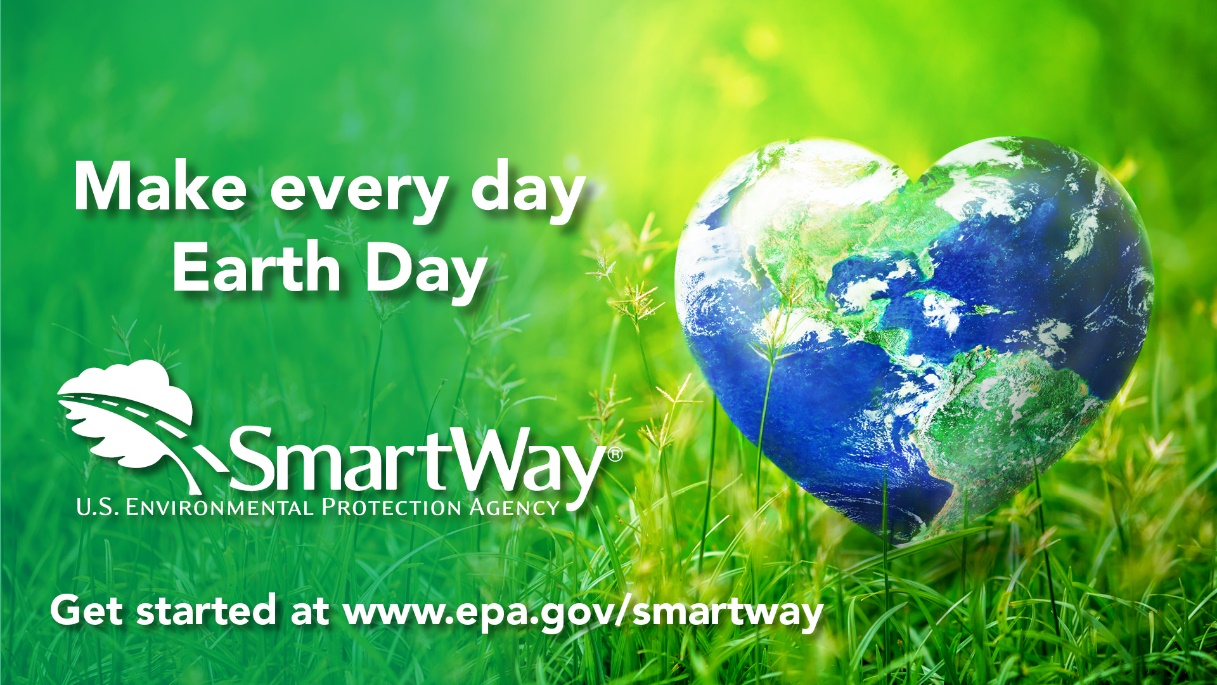 Make every day
Earth Day
SmartWay®
U.S. Environmental Protection Agency
Get started at www.epa.gov/smartway